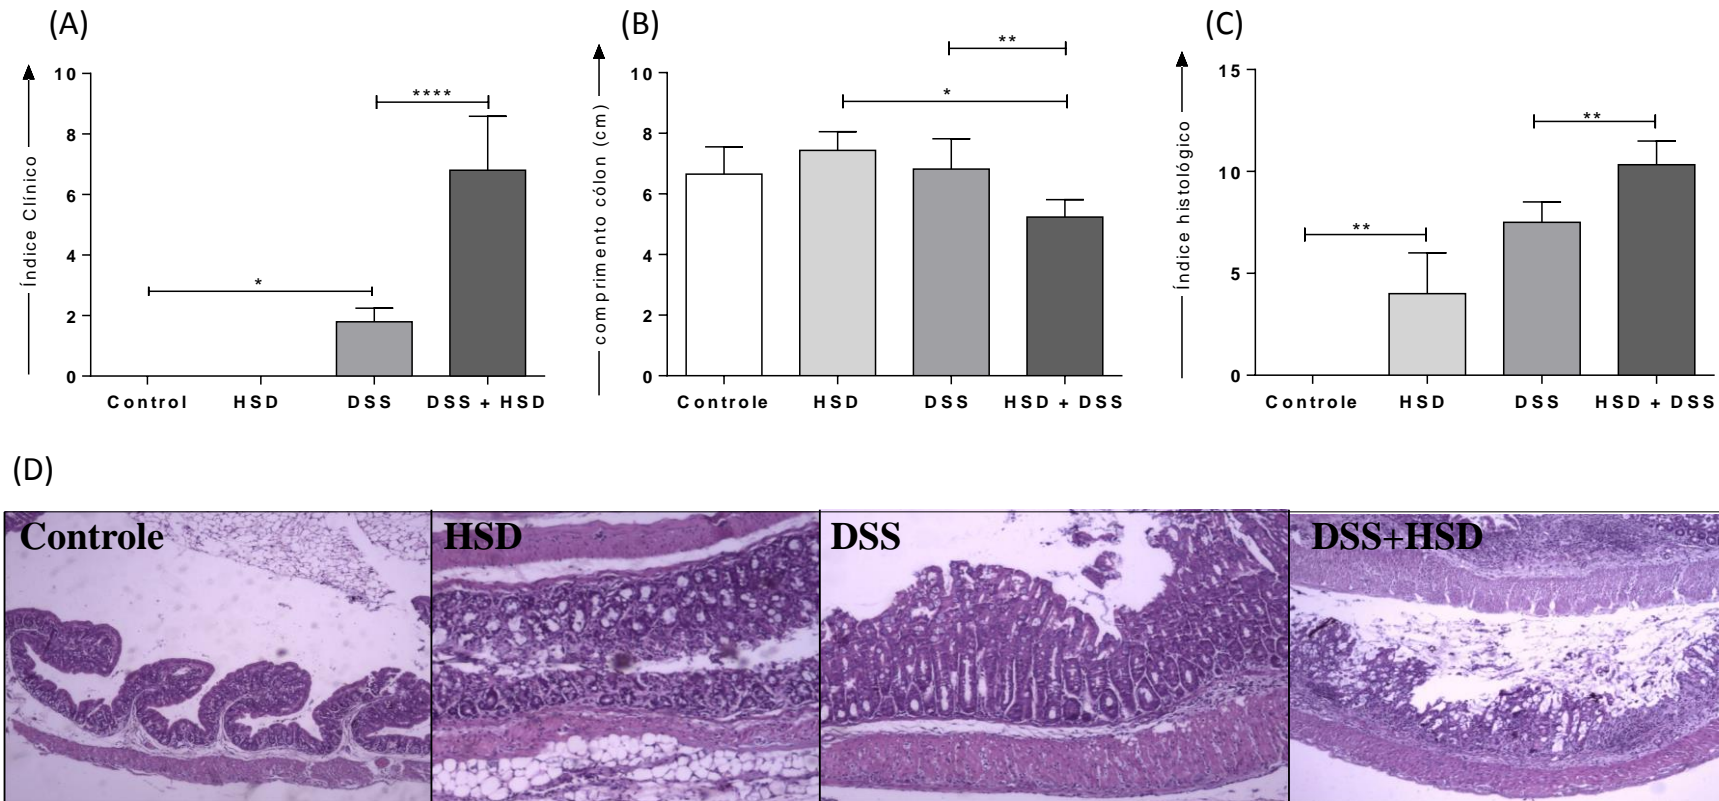 (A)
Índice Clínico
10
8
6
4
2
0
****
*
Control HSD DSS DSS + HSD
(B)
comprimento cólon (cm)
10
8
6
4
2
0
**
*
Controle HSD DSS HSD + DSS
(C)
Índice histológico
15
10
5
0
**
**
Controle HSD DSS HSD + DSS
(D)
Controle HSD DSS DSS+HSD